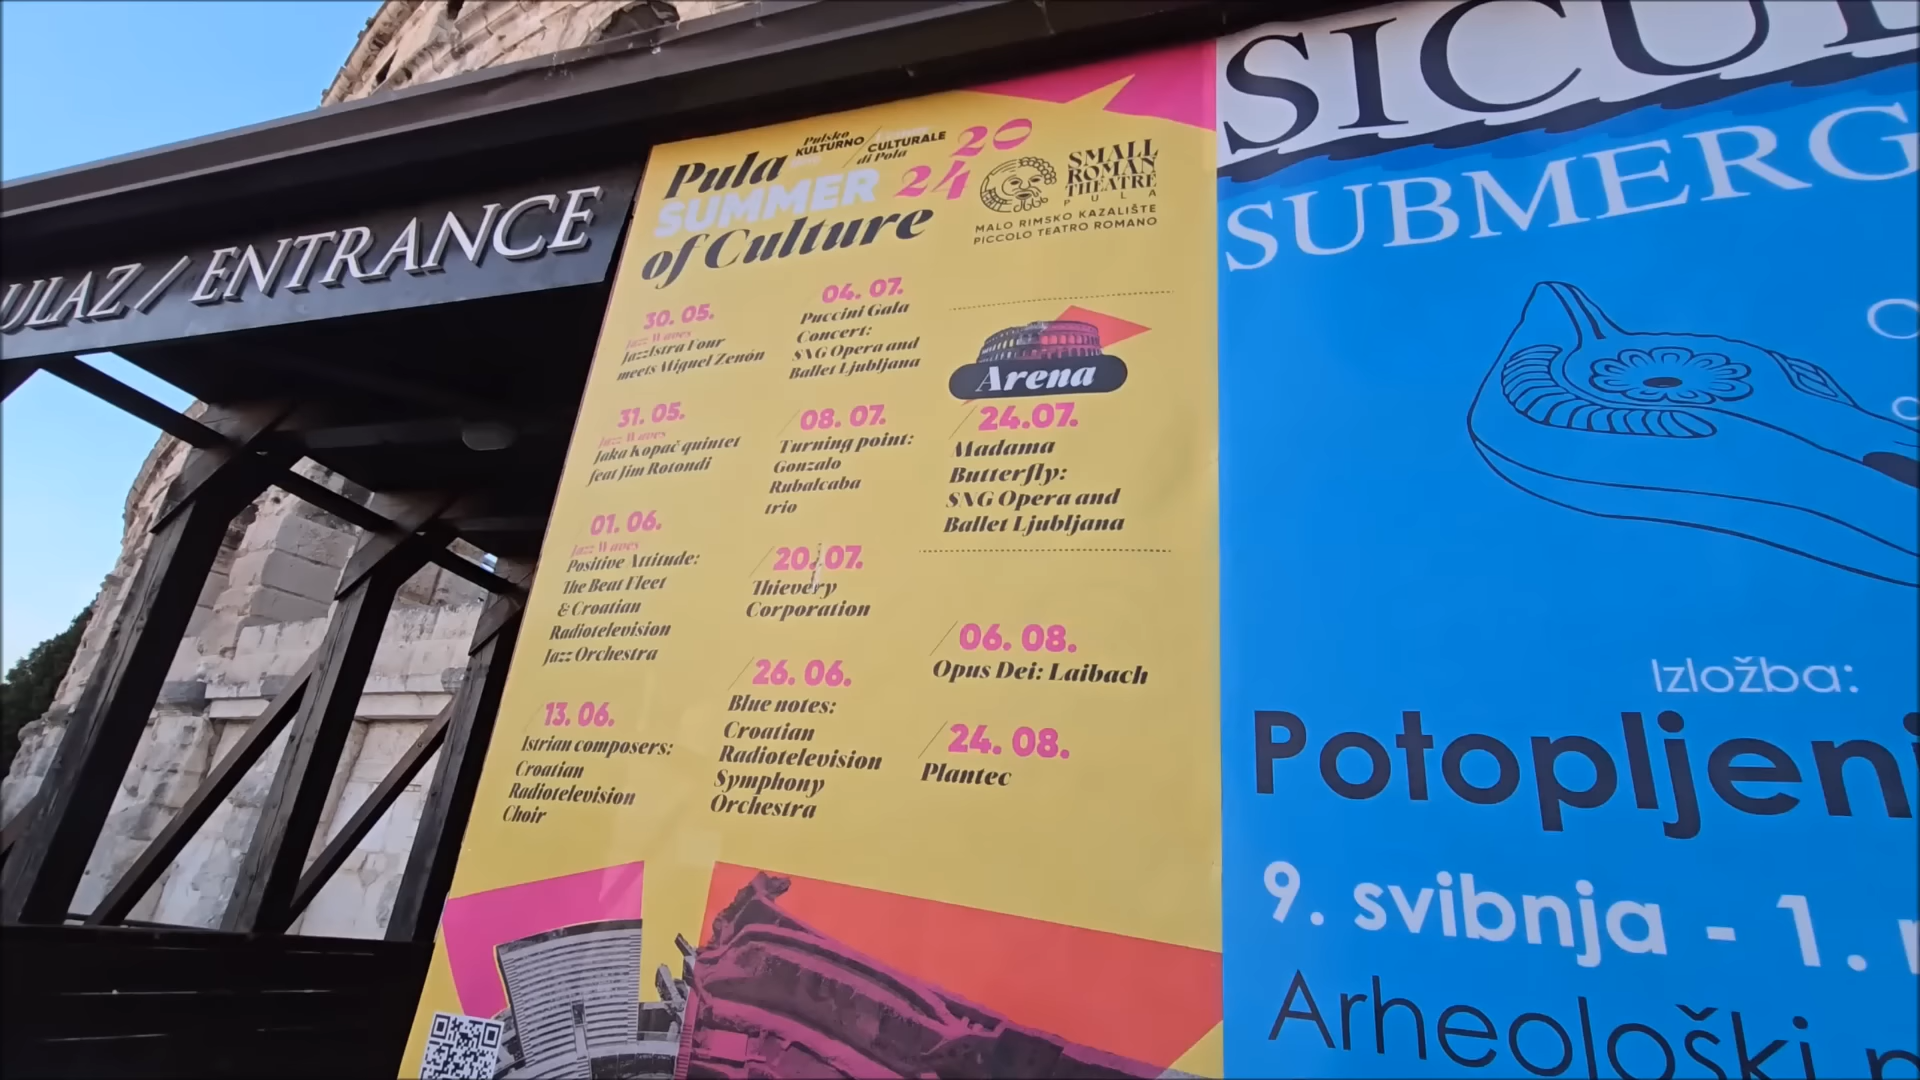 ULAZ / ENTRANCE
Pulsko
KULTURNO / CULTURALE
di Pola
Pula
SUMMER
of Culture
20
24
SMALL
ROMAN
THEATRE
PULA
MALO RIMSKO KAZALIŠTE
PICCOLO TEATRO ROMANO
30. 05.
Jazz Waves
JazzIstra Four
meets Miguel Zenón
31. 05.
Jazz Waves
Jaka Kopač quintet
feat Jim Rotondi
01. 06.
Jazz Waves
Positive Attitude:
The Beat Fleet
& Croatian
Radiotelevision
Jazz Orchestra
13. 06.
Istrian composers:
Croatian
Radiotelevision
Choir
04. 07.
Puccini Gala
Concert:
SNG Opera and
Ballet Ljubljana
08. 07.
Turning point:
Gonzalo
Rubalcaba
trio
20. 07.
Thievery
Corporation
26. 06.
Blue notes:
Croatian
Radiotelevision
Symphony
Orchestra
Arena
24.07.
Madama
Butterfly:
SNG Opera and
Ballet Ljubljana
06. 08.
Opus Dei: Laibach
24. 08.
Plantec
SICU
SUBMERG
Izložba:
Potopljeni
9. svibnja - 1.
Arheološki